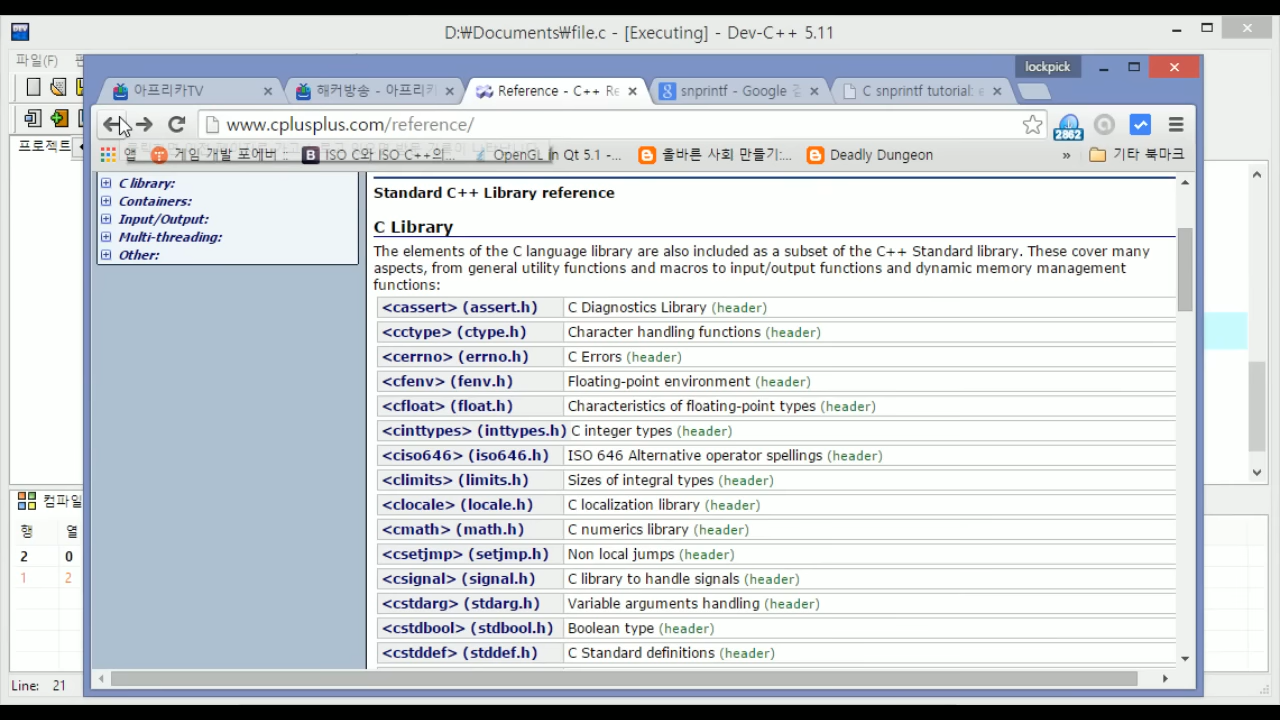 D:\Documents\file.c - [Executing] - Dev-C++ 5.11
파일(F)
lockpick
아프리카TV
해커방송 - 아프리카
Reference - C++ Re
snprintf - Google
C snprintf tutorial: e
www.cplusplus.com/reference/
2862
프로젝트
앱
게임 개발 포에버 ::
ISO C와 ISO C++의...
OpenGL in Qt 5.1 -...
올바른 사회 만들기:...
Deadly Dungeon
»
기타 북마크
C library:
Containers:
Input/Output:
Multi-threading:
Other:
Standard C++ Library reference
C Library
The elements of the C language library are also included as a subset of the C++ Standard library. These cover many
aspects, from general utility functions and macros to input/output functions and dynamic memory management
functions:
<cassert> (assert.h) C Diagnostics Library (header)
<cctype> (ctype.h) Character handling functions (header)
<cerrno> (errno.h) C Errors (header)
<cfenv> (fenv.h) Floating-point environment (header)
<cfloat> (float.h) Characteristics of floating-point types (header)
<cinttypes> (inttypes.h) C integer types (header)
<ciso646> (iso646.h) ISO 646 Alternative operator spellings (header)
<climits> (limits.h) Sizes of integral types (header)
<clocale> (locale.h) C localization library (header)
<cmath> (math.h) C numerics library (header)
<csetjmp> (setjmp.h) Non local jumps (header)
<csignal> (signal.h) C library to handle signals (header)
<cstdarg> (stdarg.h) Variable arguments handling (header)
<cstdbool> (stdbool.h) Boolean type (header)
<cstddef> (stddef.h) C Standard definitions (header)
컴파일
행 열
2 0
1 2
Line: 21